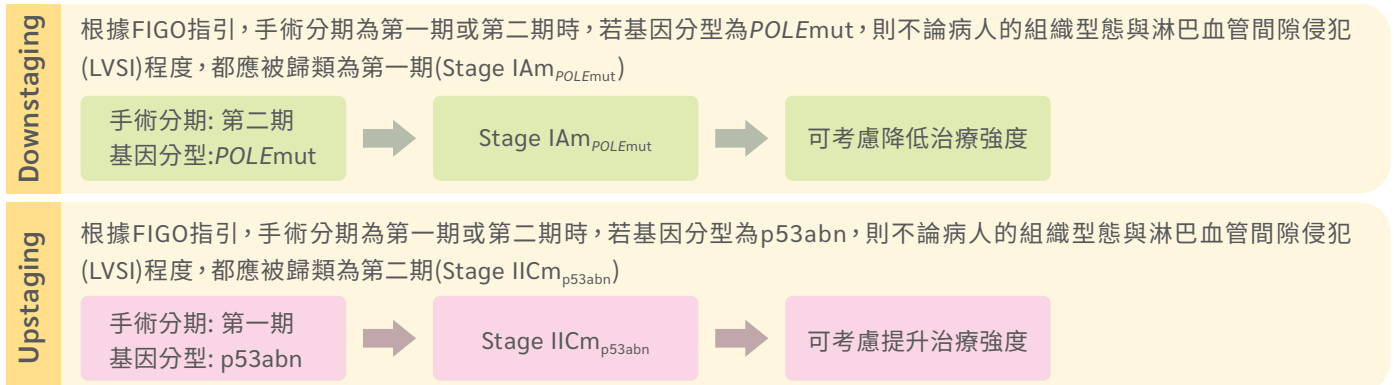 Downstaging
根據FIGO指引，手術分期為第一期或第二期時，若基因分型為POLEmut，則不論病人的組織型態與淋巴血管間隙侵犯
(LVSI)程度，都應被歸類為第一期(Stage IAmPOLEmut)
手術分期: 第二期
基因分型:POLEmut
Stage IAmPOLEmut
可考慮降低治療強度
Upstaging
根據FIGO指引，手術分期為第一期或第二期時，若基因分型為p53abn，則不論病人的組織型態與淋巴血管間隙侵犯
(LVSI)程度，都應被歸類為第二期(Stage IICmp53abn)
手術分期: 第一期
基因分型: p53abn
Stage IICmp53abn
可考慮提升治療強度